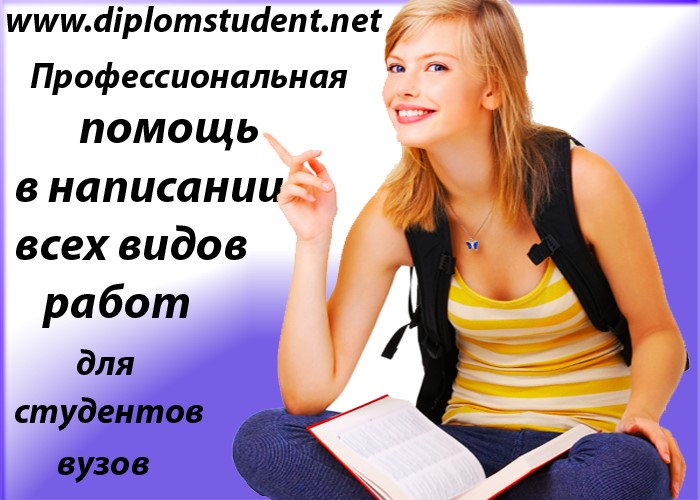 www.diplomstudent.net
Профессиональная
помощь
в написании
всех видов
работ
для
студентов
вузов